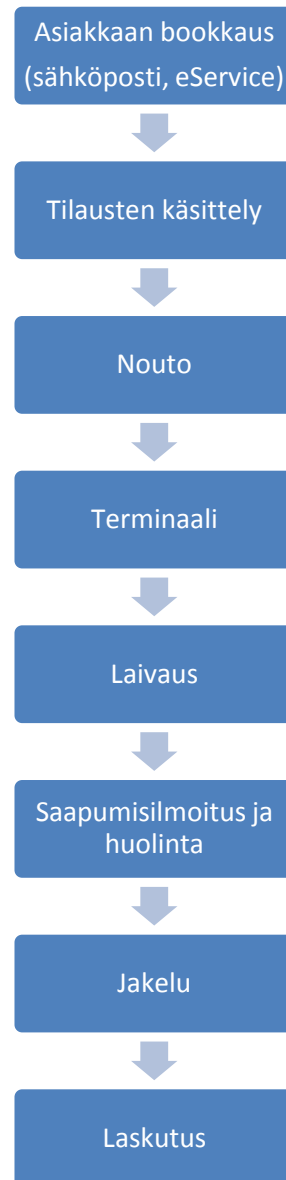 Asiakkaan bookkaus
(sähköposti, eService)
Tilausten käsittely
Nouto
Terminaali
Laivaus
Saapumisilmoitus ja
huolinta
Jakelu
Laskutus